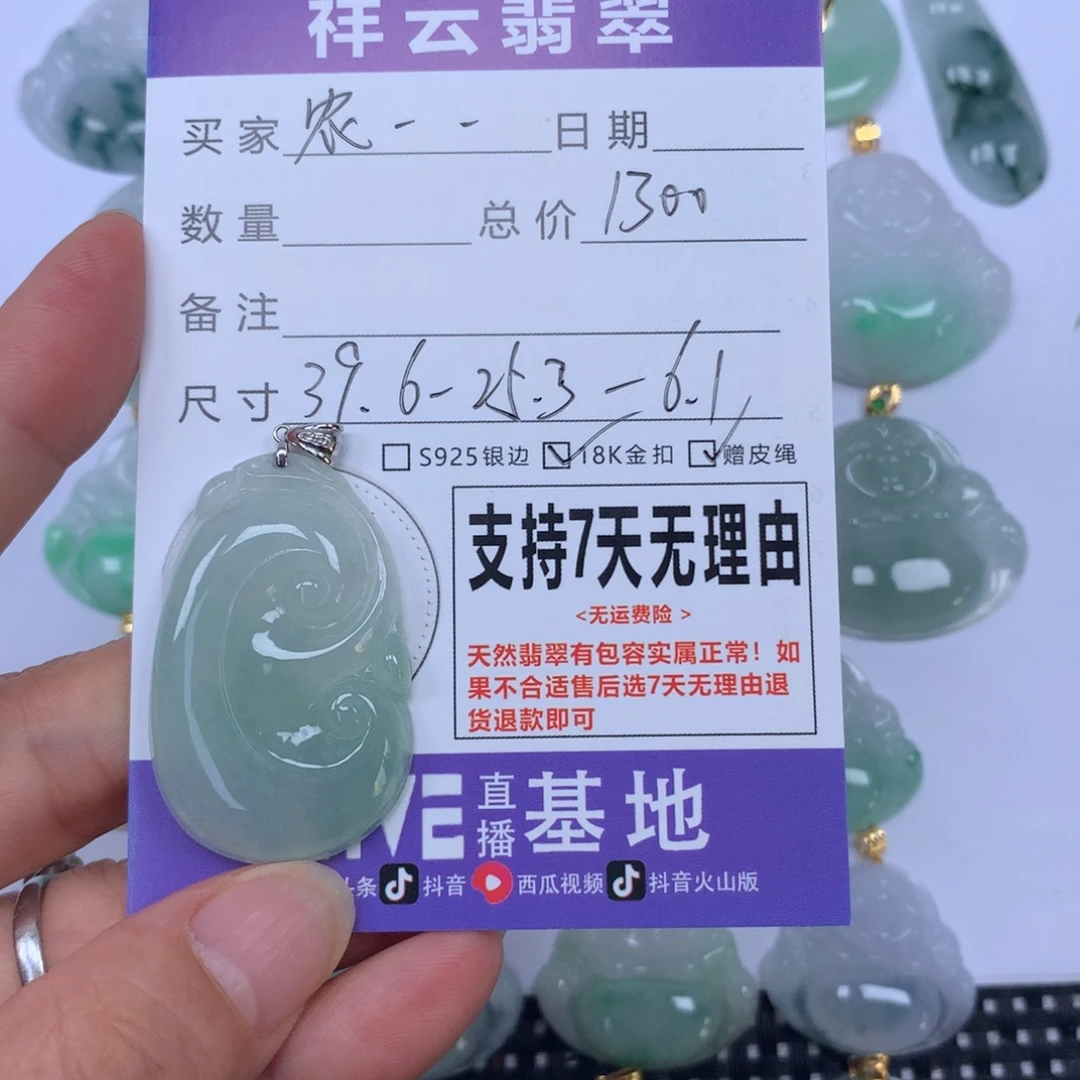 祥云翡翠
买家 农一-- 日期
数量 总价 1300
备注
尺寸 39.6-25.3-6.1
S925银边 18K金扣 赠皮绳
支持7天无理由
<无运费险 >
天然翡翠有包容实属正常！如
果不合适售后选7天无理由退
货退款即可
VE 直播 基地
头条 抖音 西瓜视频 抖音火山版